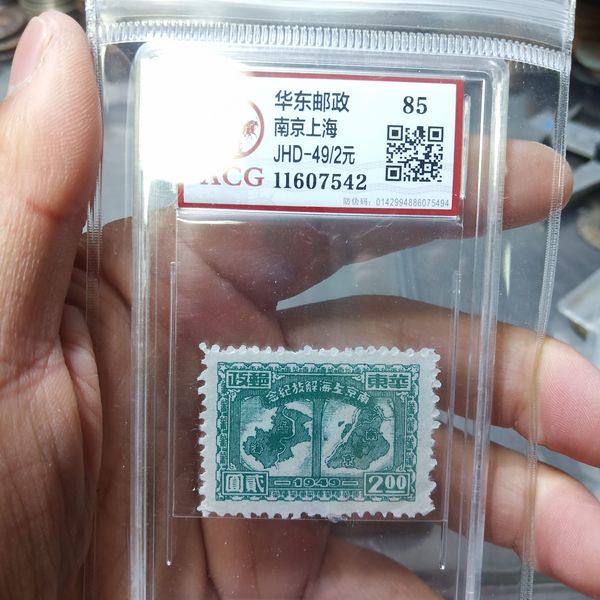 华东邮政 85
南京上海
JHD-49/2元
ACG 11607542
防伪码: 0142994886075494
政郵 東華
念紀放解海上京南
圓貳 1949 2.00